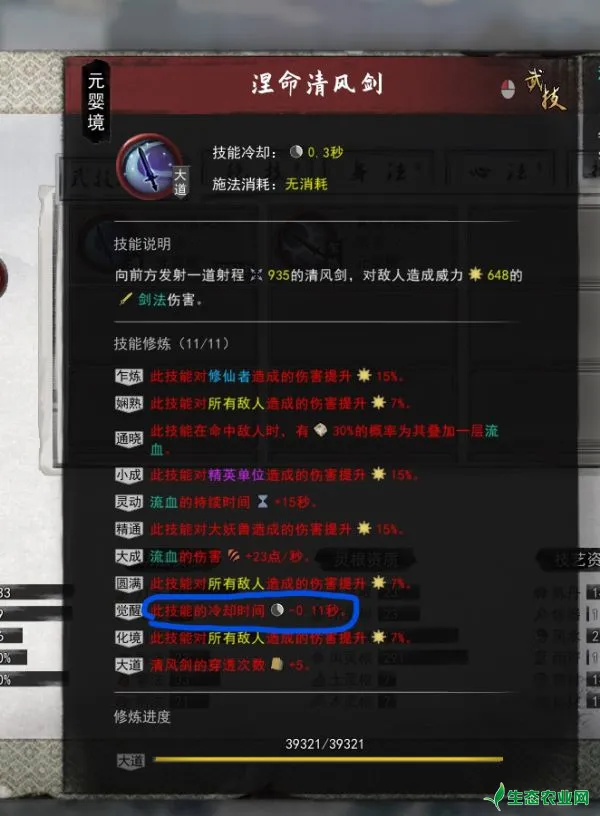 元婴境
涅命清风剑
武技
技能冷却: 0.3秒
大道
施法消耗: 无消耗
技能说明
向前方发射一道射程 935的清风剑，对敌人造成威力 648的
剑法伤害。
技能修炼（11/11）
乍炼 此技能对修仙者造成的伤害提升 15%。
娴熟 此技能对所有敌人造成的伤害提升 7%。
通晓 此技能在命中敌人时，有 30%的概率为其叠加一层流
血。
小成 此技能对精英单位造成的伤害提升 15%。
灵动 流血的持续时间 +15秒。
精通 此技能对大妖兽造成的伤害提升 15%。
大成 流血的伤害 +23点/秒。
圆满 此技能对所有敌人造成的伤害提升 7%。
觉醒 此技能的冷却时间 -0.11秒。
化境 此技能对所有敌人造成的伤害提升 7%。
大道 清风剑的穿透次数 +5。
修炼进度
39321/39321
大道
灵根资质
技艺资
生态农业网